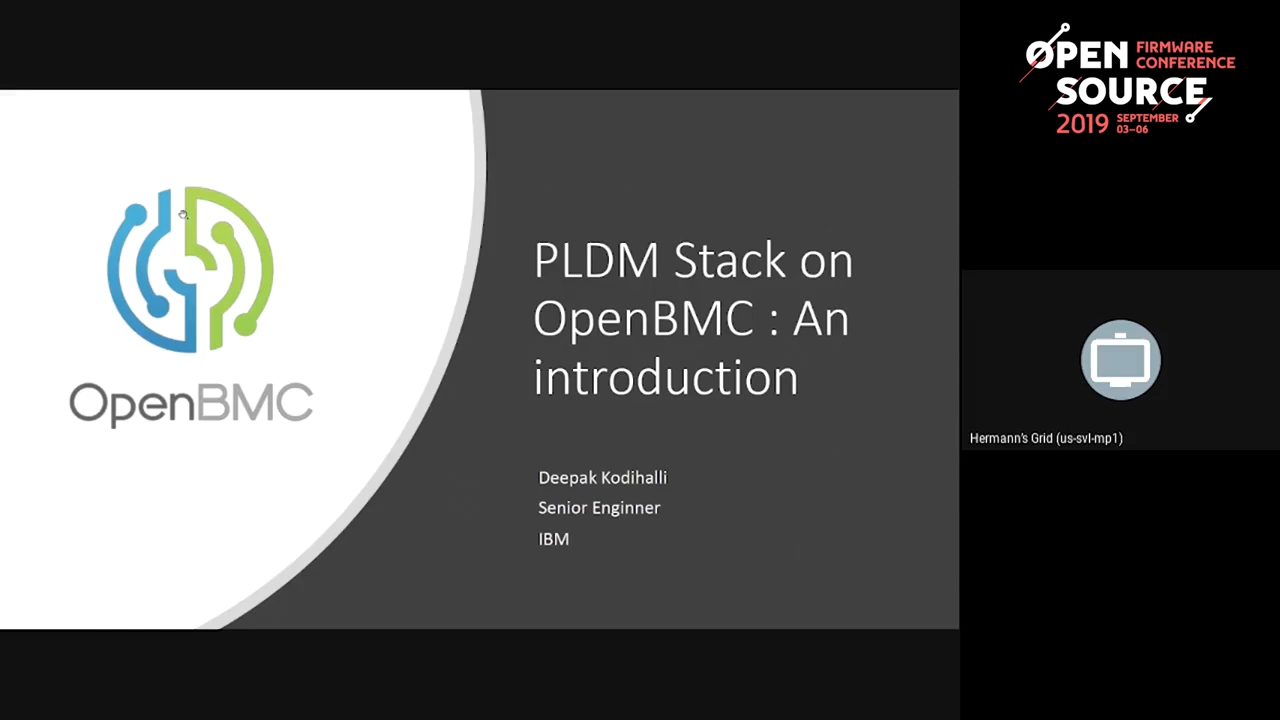 OpenBMC
PLDM Stack on
OpenBMC : An
introduction
Deepak Kodihalli
Senior Enginner
IBM
OPEN FIRMWARE
CONFERENCE
SOURCE
2019 SEPTEMBER
03–06
Hermann's Grid (us-svl-mp1)